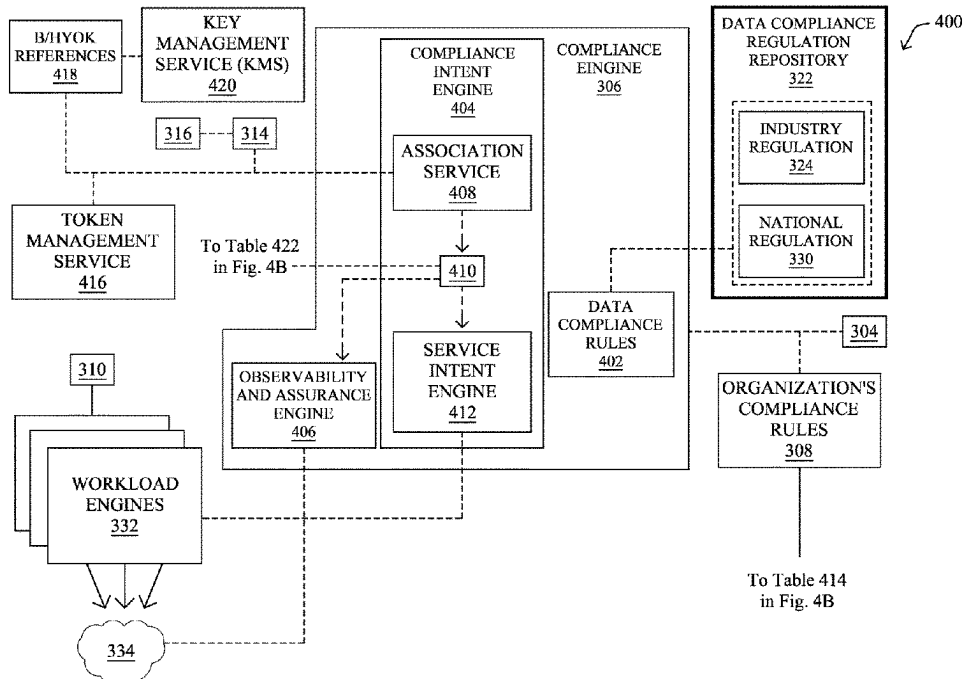 B/HYOK
REFERENCES
418
KEY
MANAGEMENT
SERVICE (KMS)
420
316
314
TOKEN
MANAGEMENT
SERVICE
416
To Table 422
in Fig. 4B
COMPLIANCE
INTENT
ENGINE
404
COMPLIANCE
EINGINE
306
ASSOCIATION
SERVICE
408
410
SERVICE
INTENT
ENGINE
412
OBSERVABILITY
AND ASSURANCE
ENGINE
406
DATA
COMPLIANCE
RULES
402
DATA COMPLIANCE
REGULATION
REPOSITORY
322
INDUSTRY
REGULATION
324
NATIONAL
REGULATION
330
400
304
ORGANIZATION'S
COMPLIANCE
RULES
308
To Table 414
in Fig. 4B
310
WORKLOAD
ENGINES
332
334